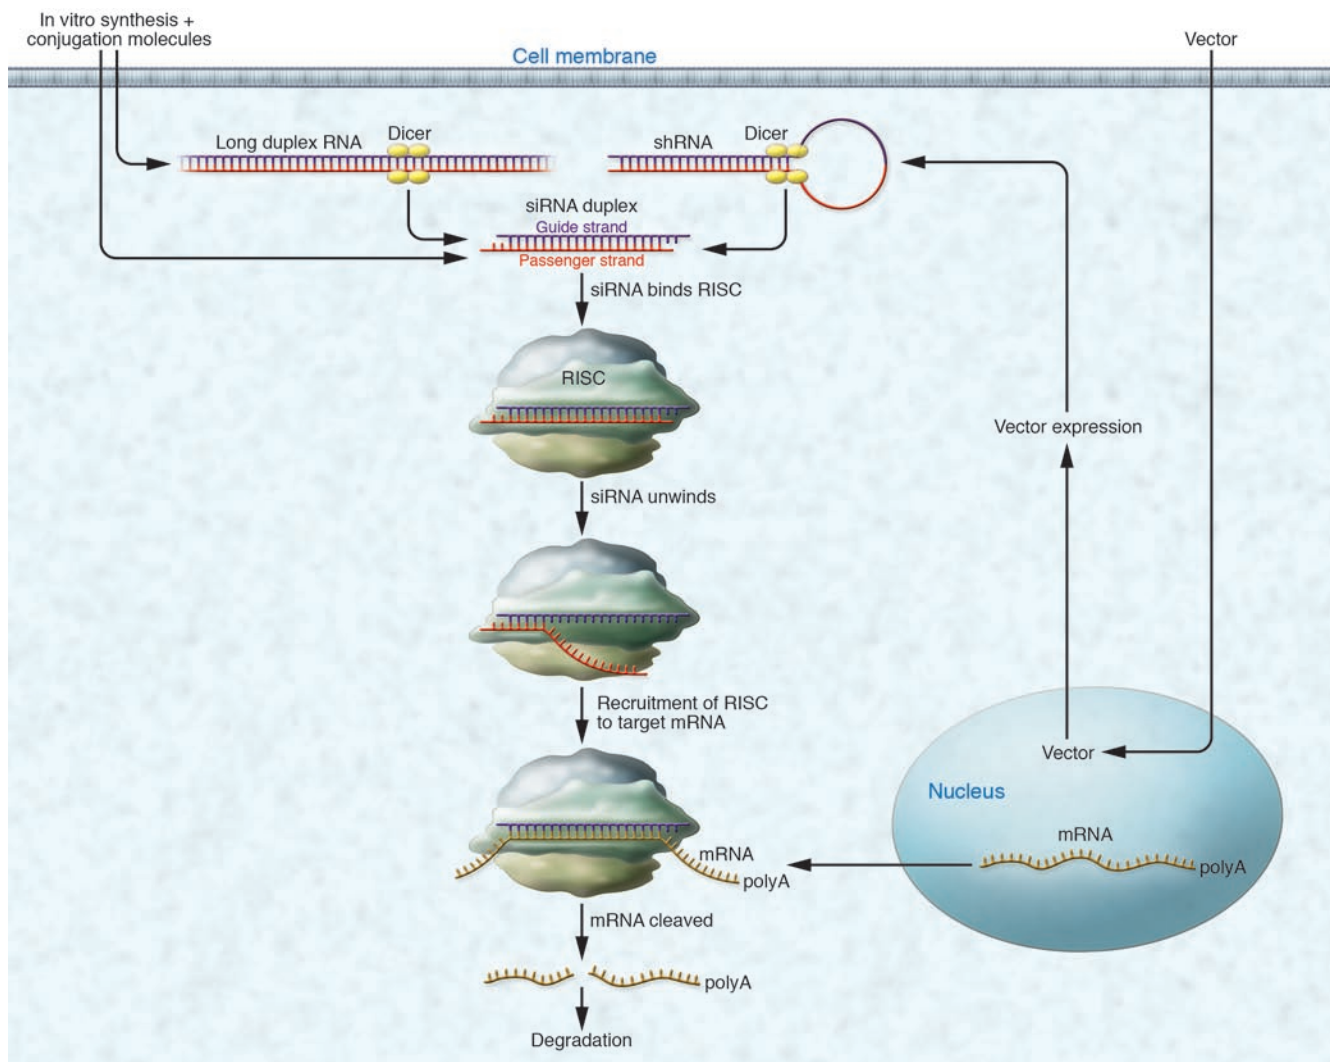 In vitro synthesis +
conjugation molecules
Cell membrane
Vector
Long duplex RNA
Dicer
shRNA
Dicer
siRNA duplex
Guide strand
Passenger strand
siRNA binds RISC
RISC
siRNA unwinds
Vector expression
Recruitment of RISC
to target mRNA
Vector
Nucleus
mRNA
polyA
mRNA
polyA
mRNA cleaved
polyA
Degradation